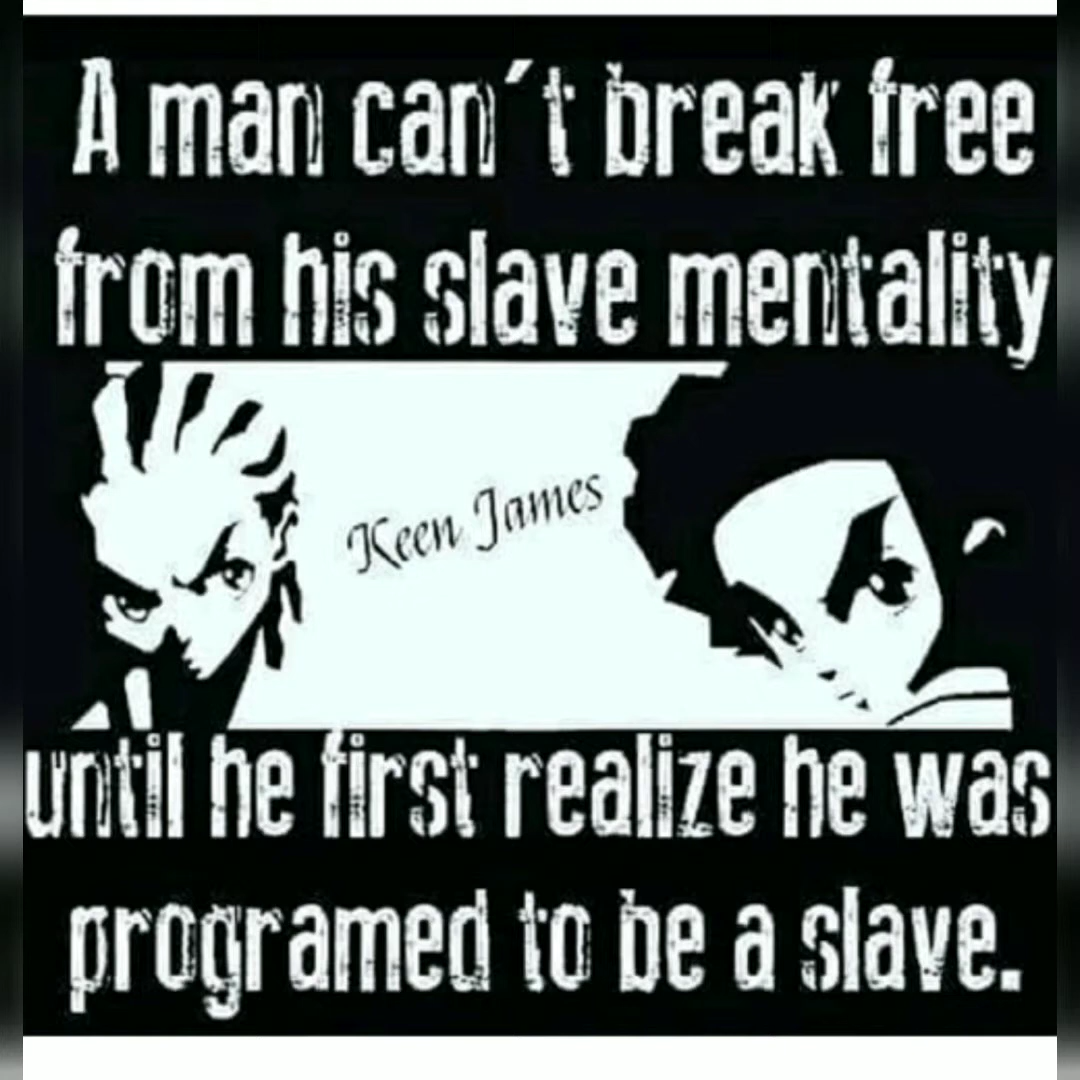 A man can´t break free
from his slave mentality
Keen James
until he first realize he was
programed to be a slave.